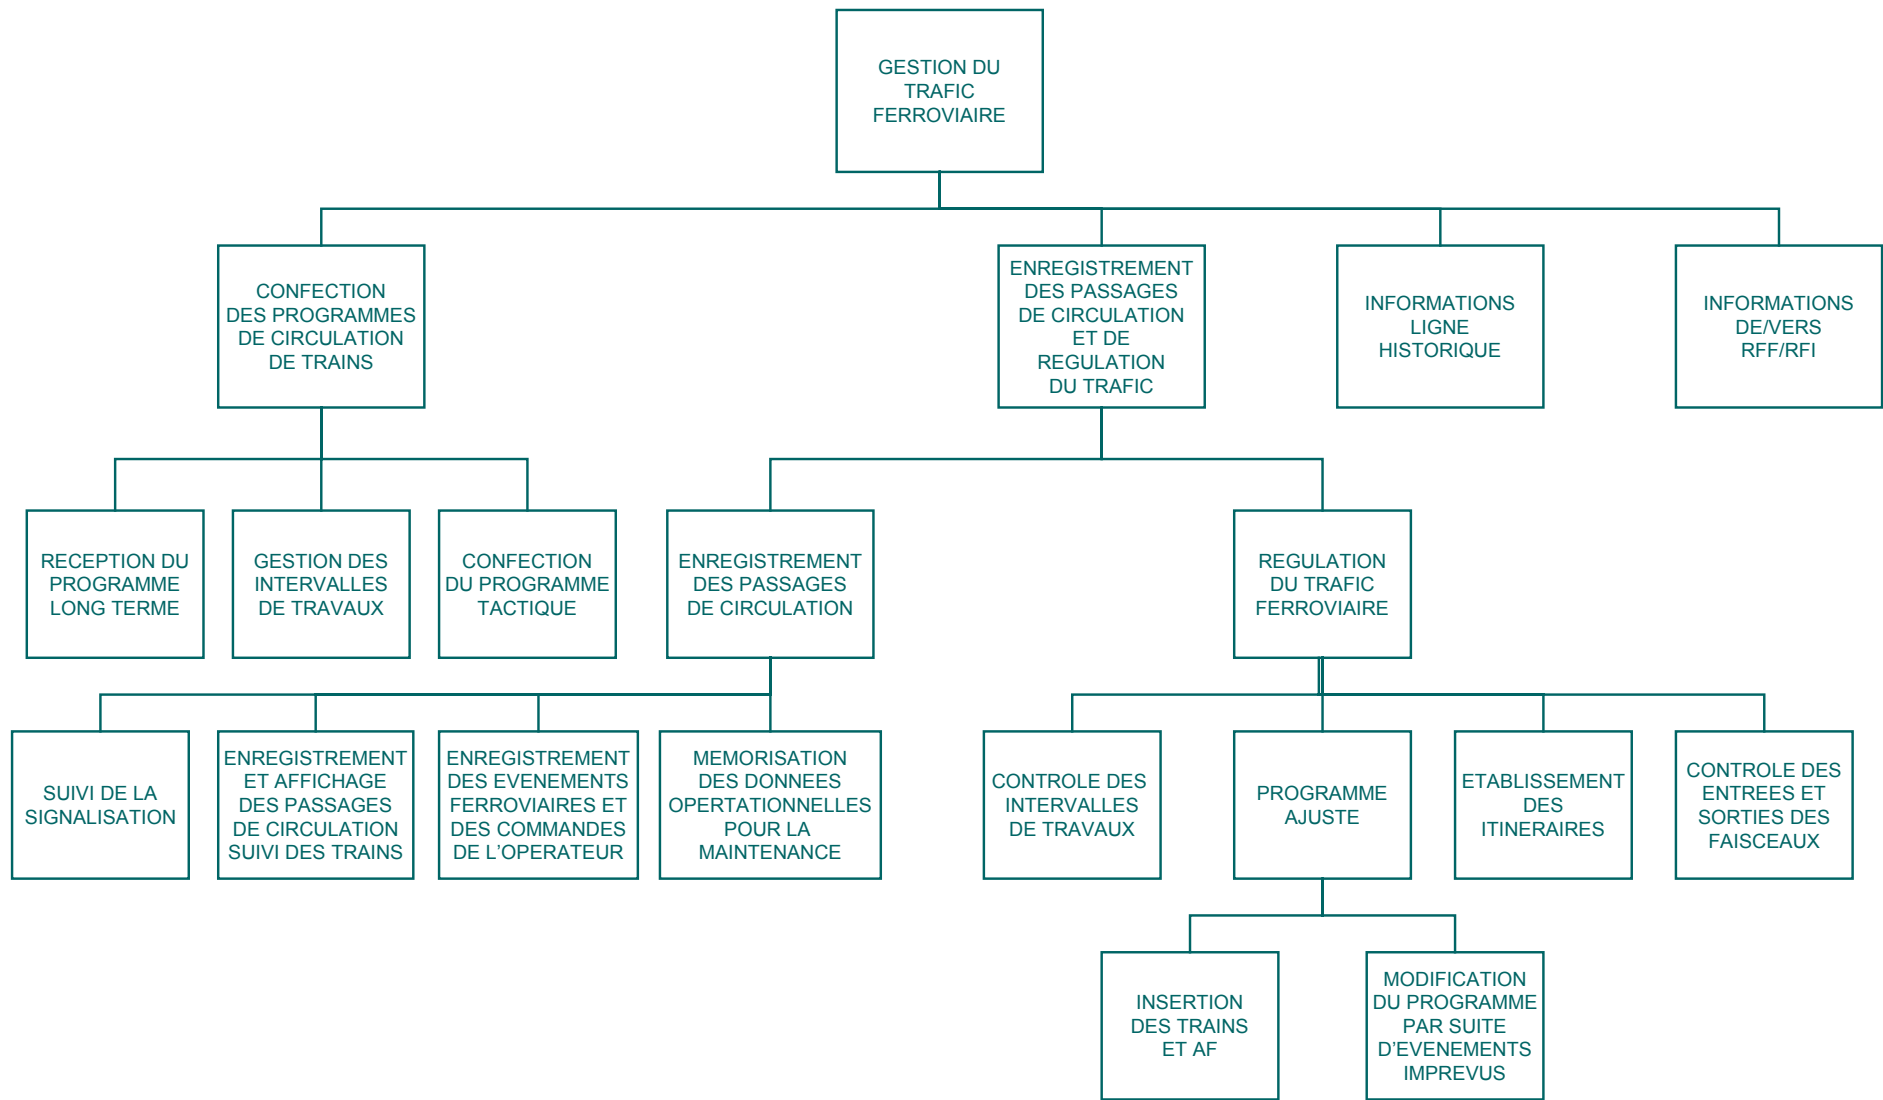 GESTION DU
TRAFIC
FERROVIAIRE
CONFECTION
DES PROGRAMMES
DE CIRCULATION
DE TRAINS
ENREGISTREMENT
DES PASSAGES
DE CIRCULATION
ET DE
REGULATION
DU TRAFIC
INFORMATIONS
LIGNE
HISTORIQUE
INFORMATIONS
DE/VERS
RFF/RFI
RECEPTION DU
PROGRAMME
LONG TERME
GESTION DES
INTERVALLES
DE TRAVAUX
CONFECTION
DU PROGRAMME
TACTIQUE
ENREGISTREMENT
DES PASSAGES
DE CIRCULATION
REGULATION
DU TRAFIC
FERROVIAIRE
SUIVI DE LA
SIGNALISATION
ENREGISTREMENT
ET AFFICHAGE
DES PASSAGES
DE CIRCULATION
SUIVI DES TRAINS
ENREGISTREMENT
DES EVENEMENTS
FERROVIAIRES ET
DES COMMANDES
DE L'OPERATEUR
MEMORISATION
DES DONNEES
OPERTATIONNELLES
POUR LA
MAINTENANCE
CONTROLE DES
INTERVALLES
DE TRAVAUX
PROGRAMME
AJUSTE
ETABLISSEMENT
DES
ITINERAIRES
CONTROLE DES
ENTREES ET
SORTIES DES
FAISCEAUX
INSERTION
DES TRAINS
ET AF
MODIFICATION
DU PROGRAMME
PAR SUITE
D'EVENEMENTS
IMPREVUS